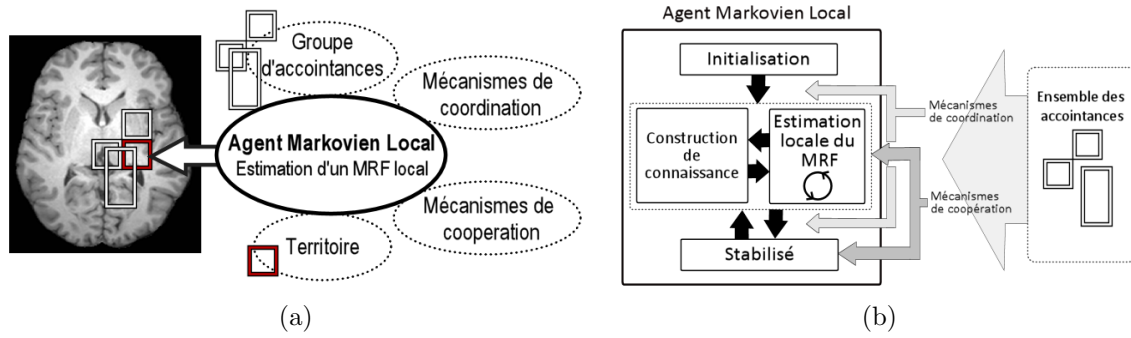 Groupe
d'accointances
Mécanismes de
coordination
Agent Markovien Local
Estimation d'un MRF local
Mécanismes de
cooperation
Territoire
(a)
Agent Markovien Local
Initialisation
Construction
de
connaissance
Estimation
locale du
MRF
Stabilisé
Mécanismes
de coordination
Mécanismes
de coopération
Ensemble des
accointances
(b)